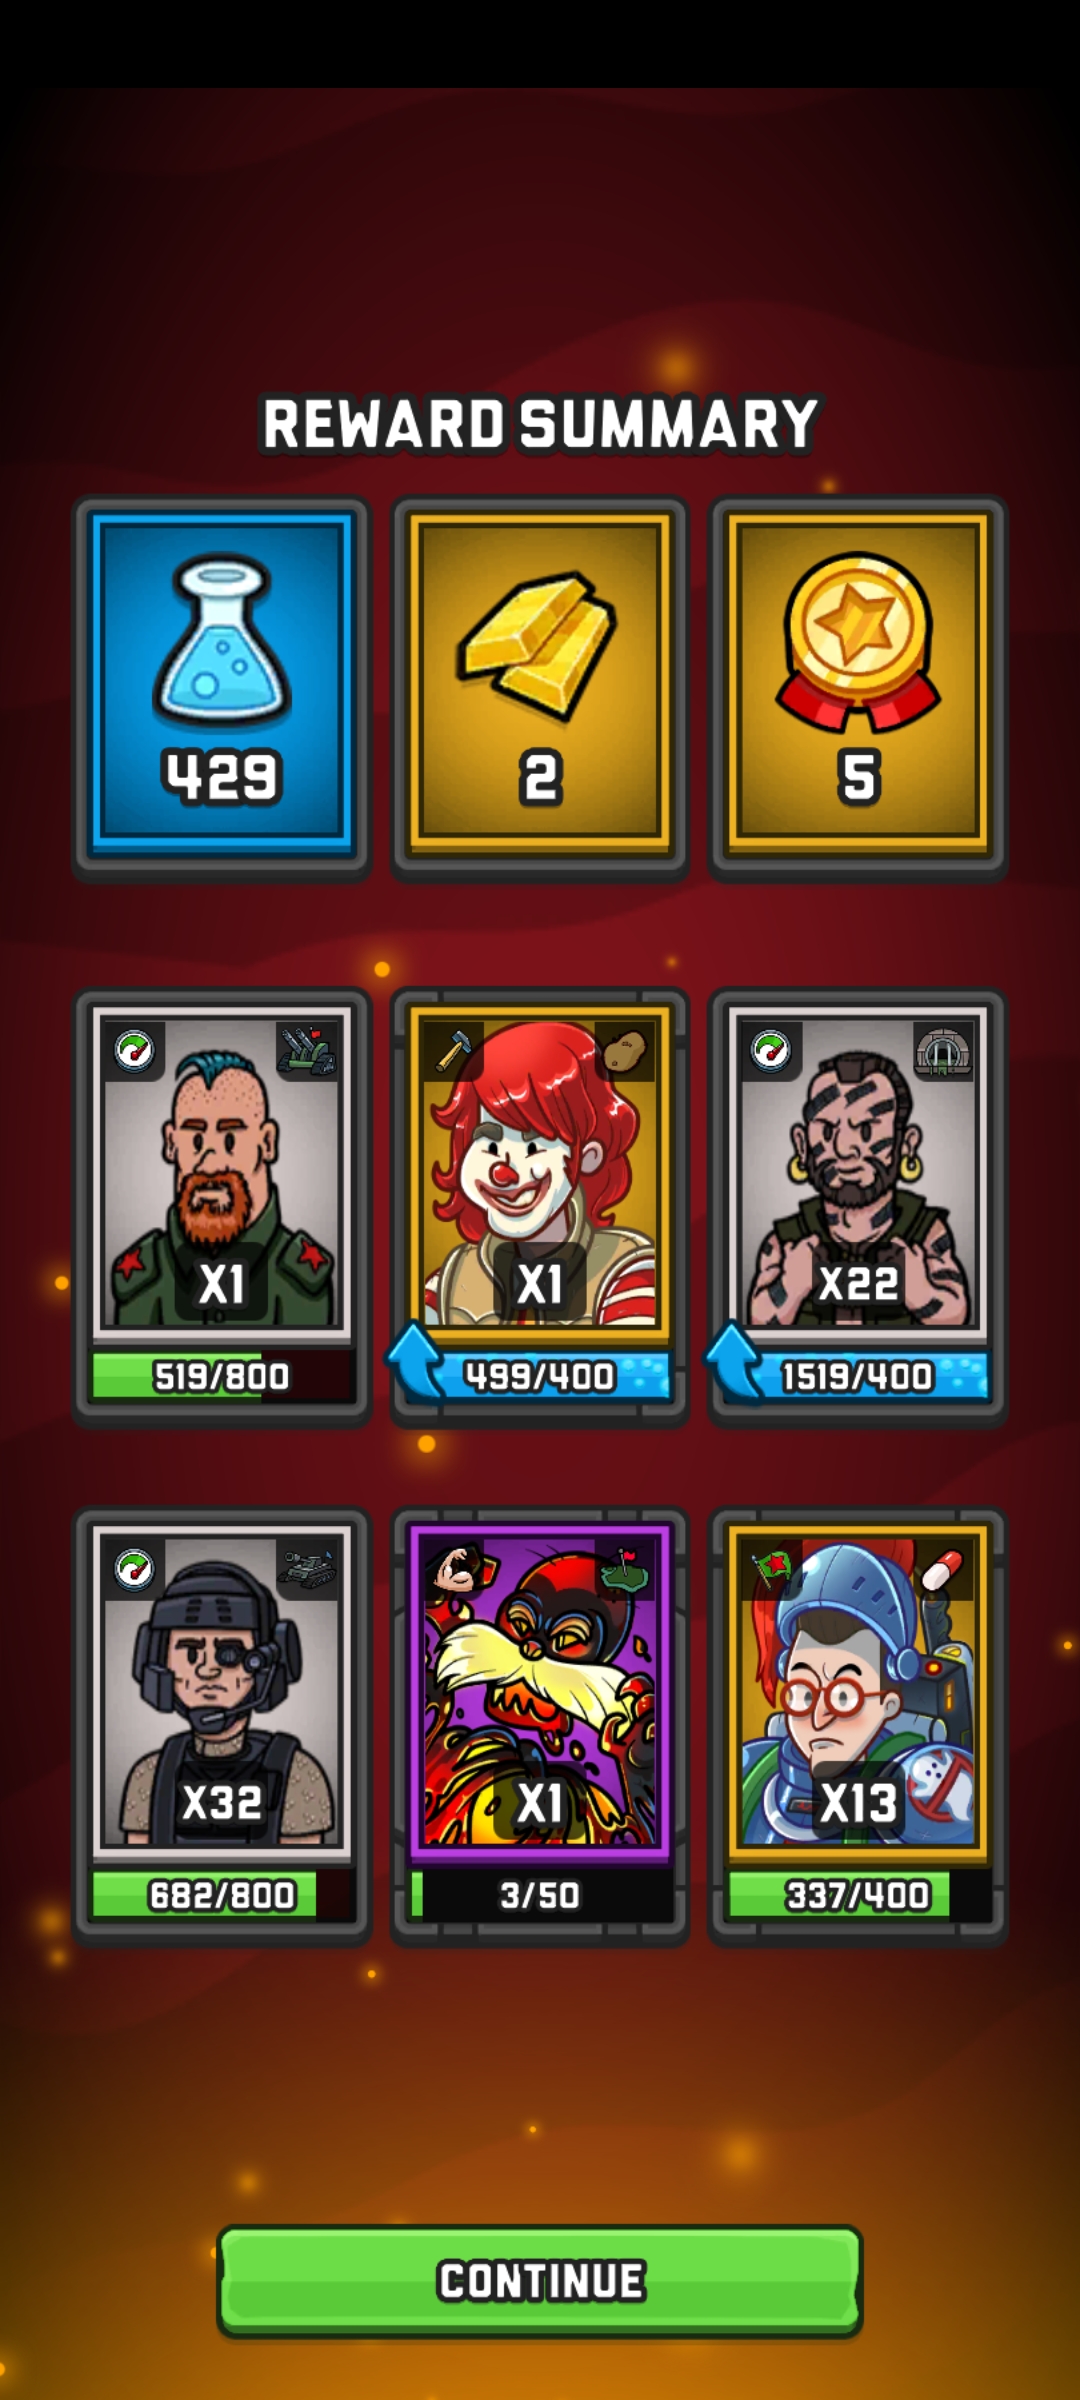 REWARD SUMMARY
429
2
5
X1
X1
X22
519/800
499/400
1519/400
X32
X1
X13
682/800
3/50
337/400
CONTINUE